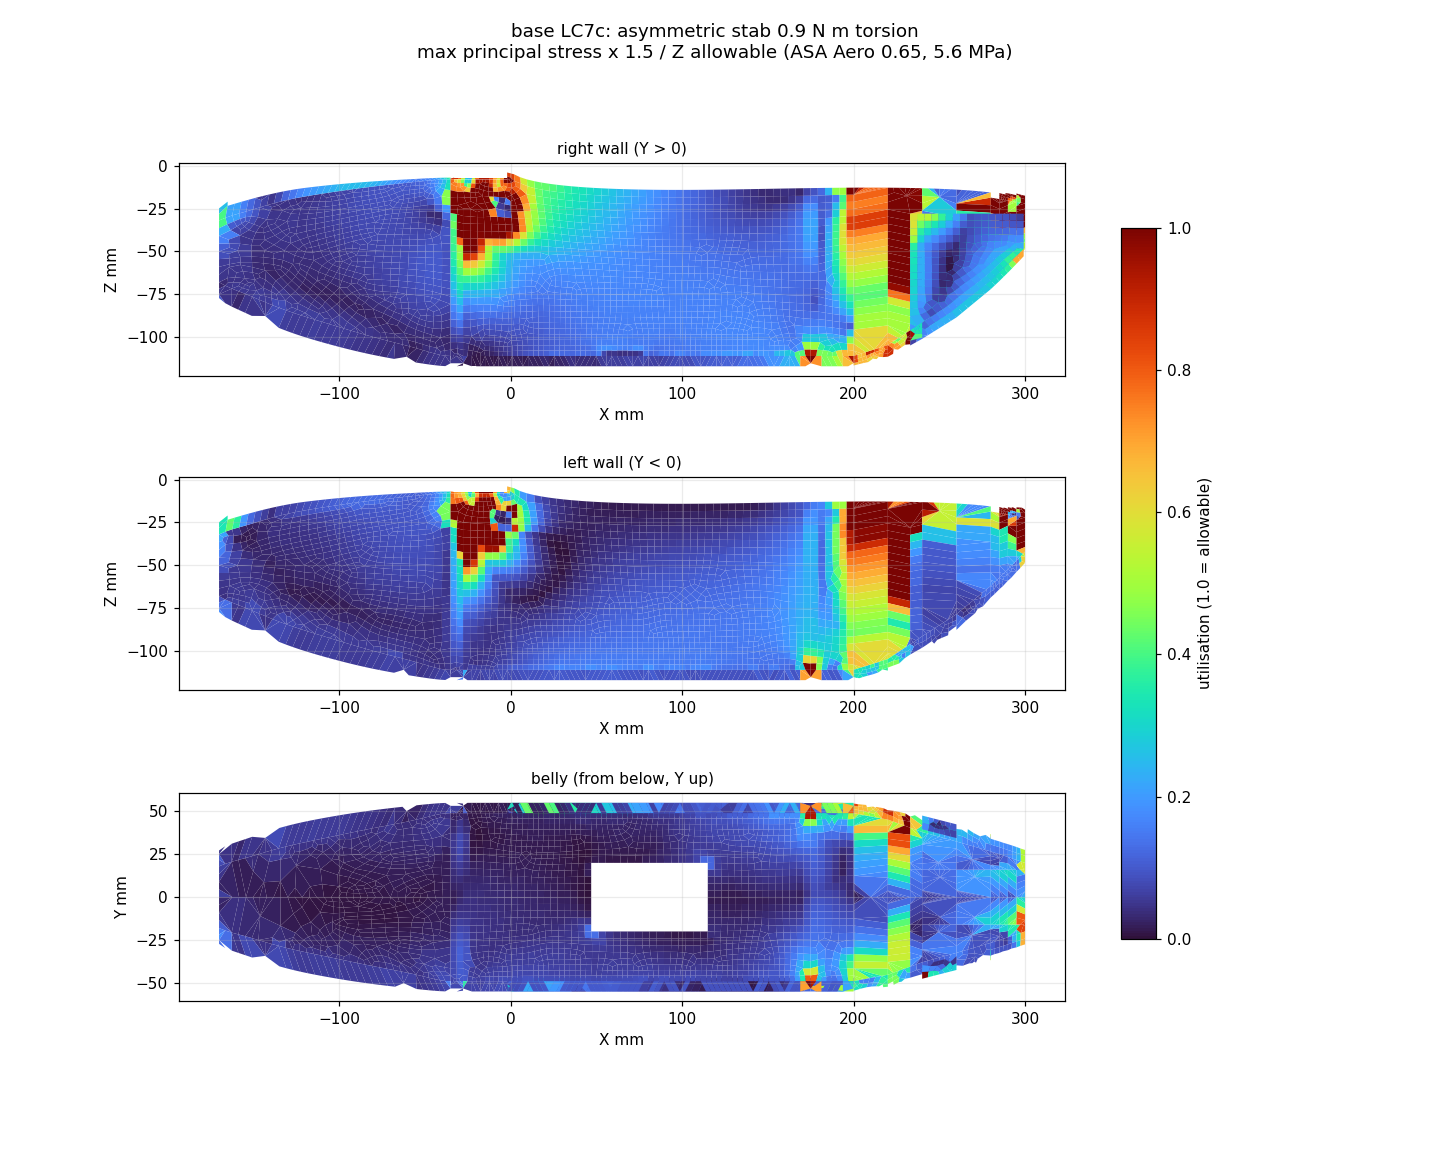 base LC7c: asymmetric stab 0.9 N m torsion
max principal stress x 1.5 / Z allowable (ASA Aero 0.65, 5.6 MPa)
right wall (Y > 0)
0
−25
−50
−75
−100
Z mm
−100 0 100 200 300
X mm
left wall (Y < 0)
0
−25
−50
−75
−100
Z mm
−100 0 100 200 300
X mm
belly (from below, Y up)
50
25
0
−25
−50
Y mm
−100 0 100 200 300
X mm
1.0
0.8
0.6
0.4
0.2
0.0
utilisation (1.0 = allowable)